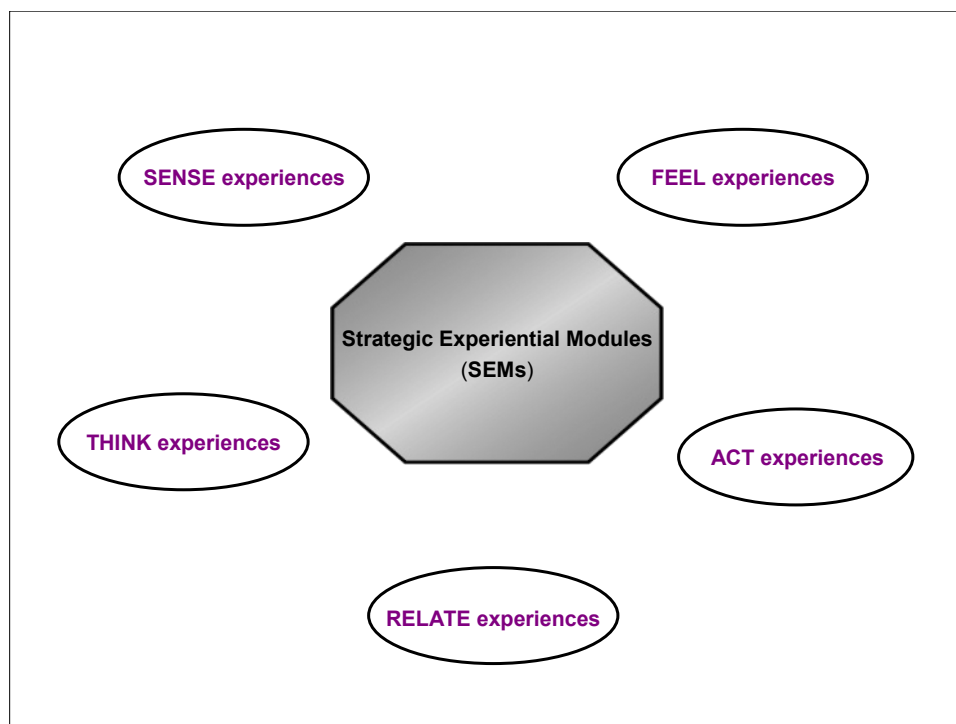 SENSE experiences
FEEL experiences
Strategic Experiential Modules
(SEMs)
THINK experiences
ACT experiences
RELATE experiences